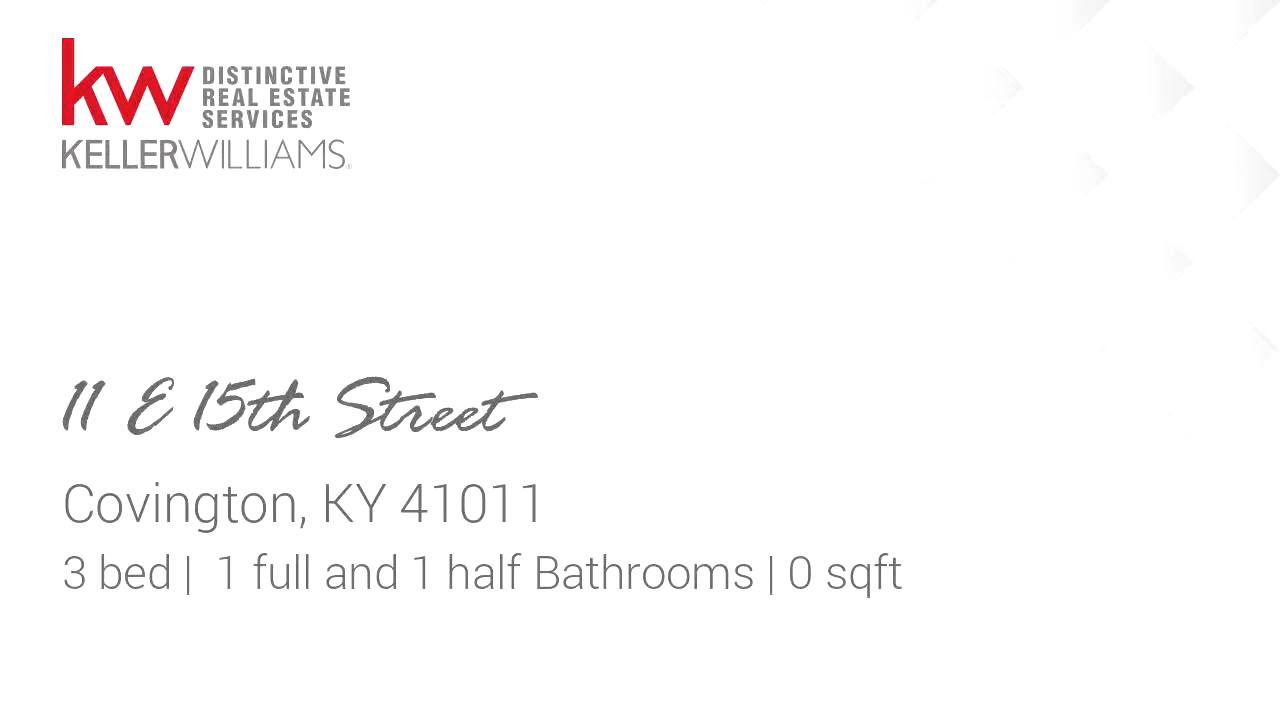 kw DISTINCTIVE
REAL ESTATE
SERVICES
KELLERWILLIAMS®
11 E 15th Street
Covington, KY 41011
3 bed | 1 full and 1 half Bathrooms | 0 sqft